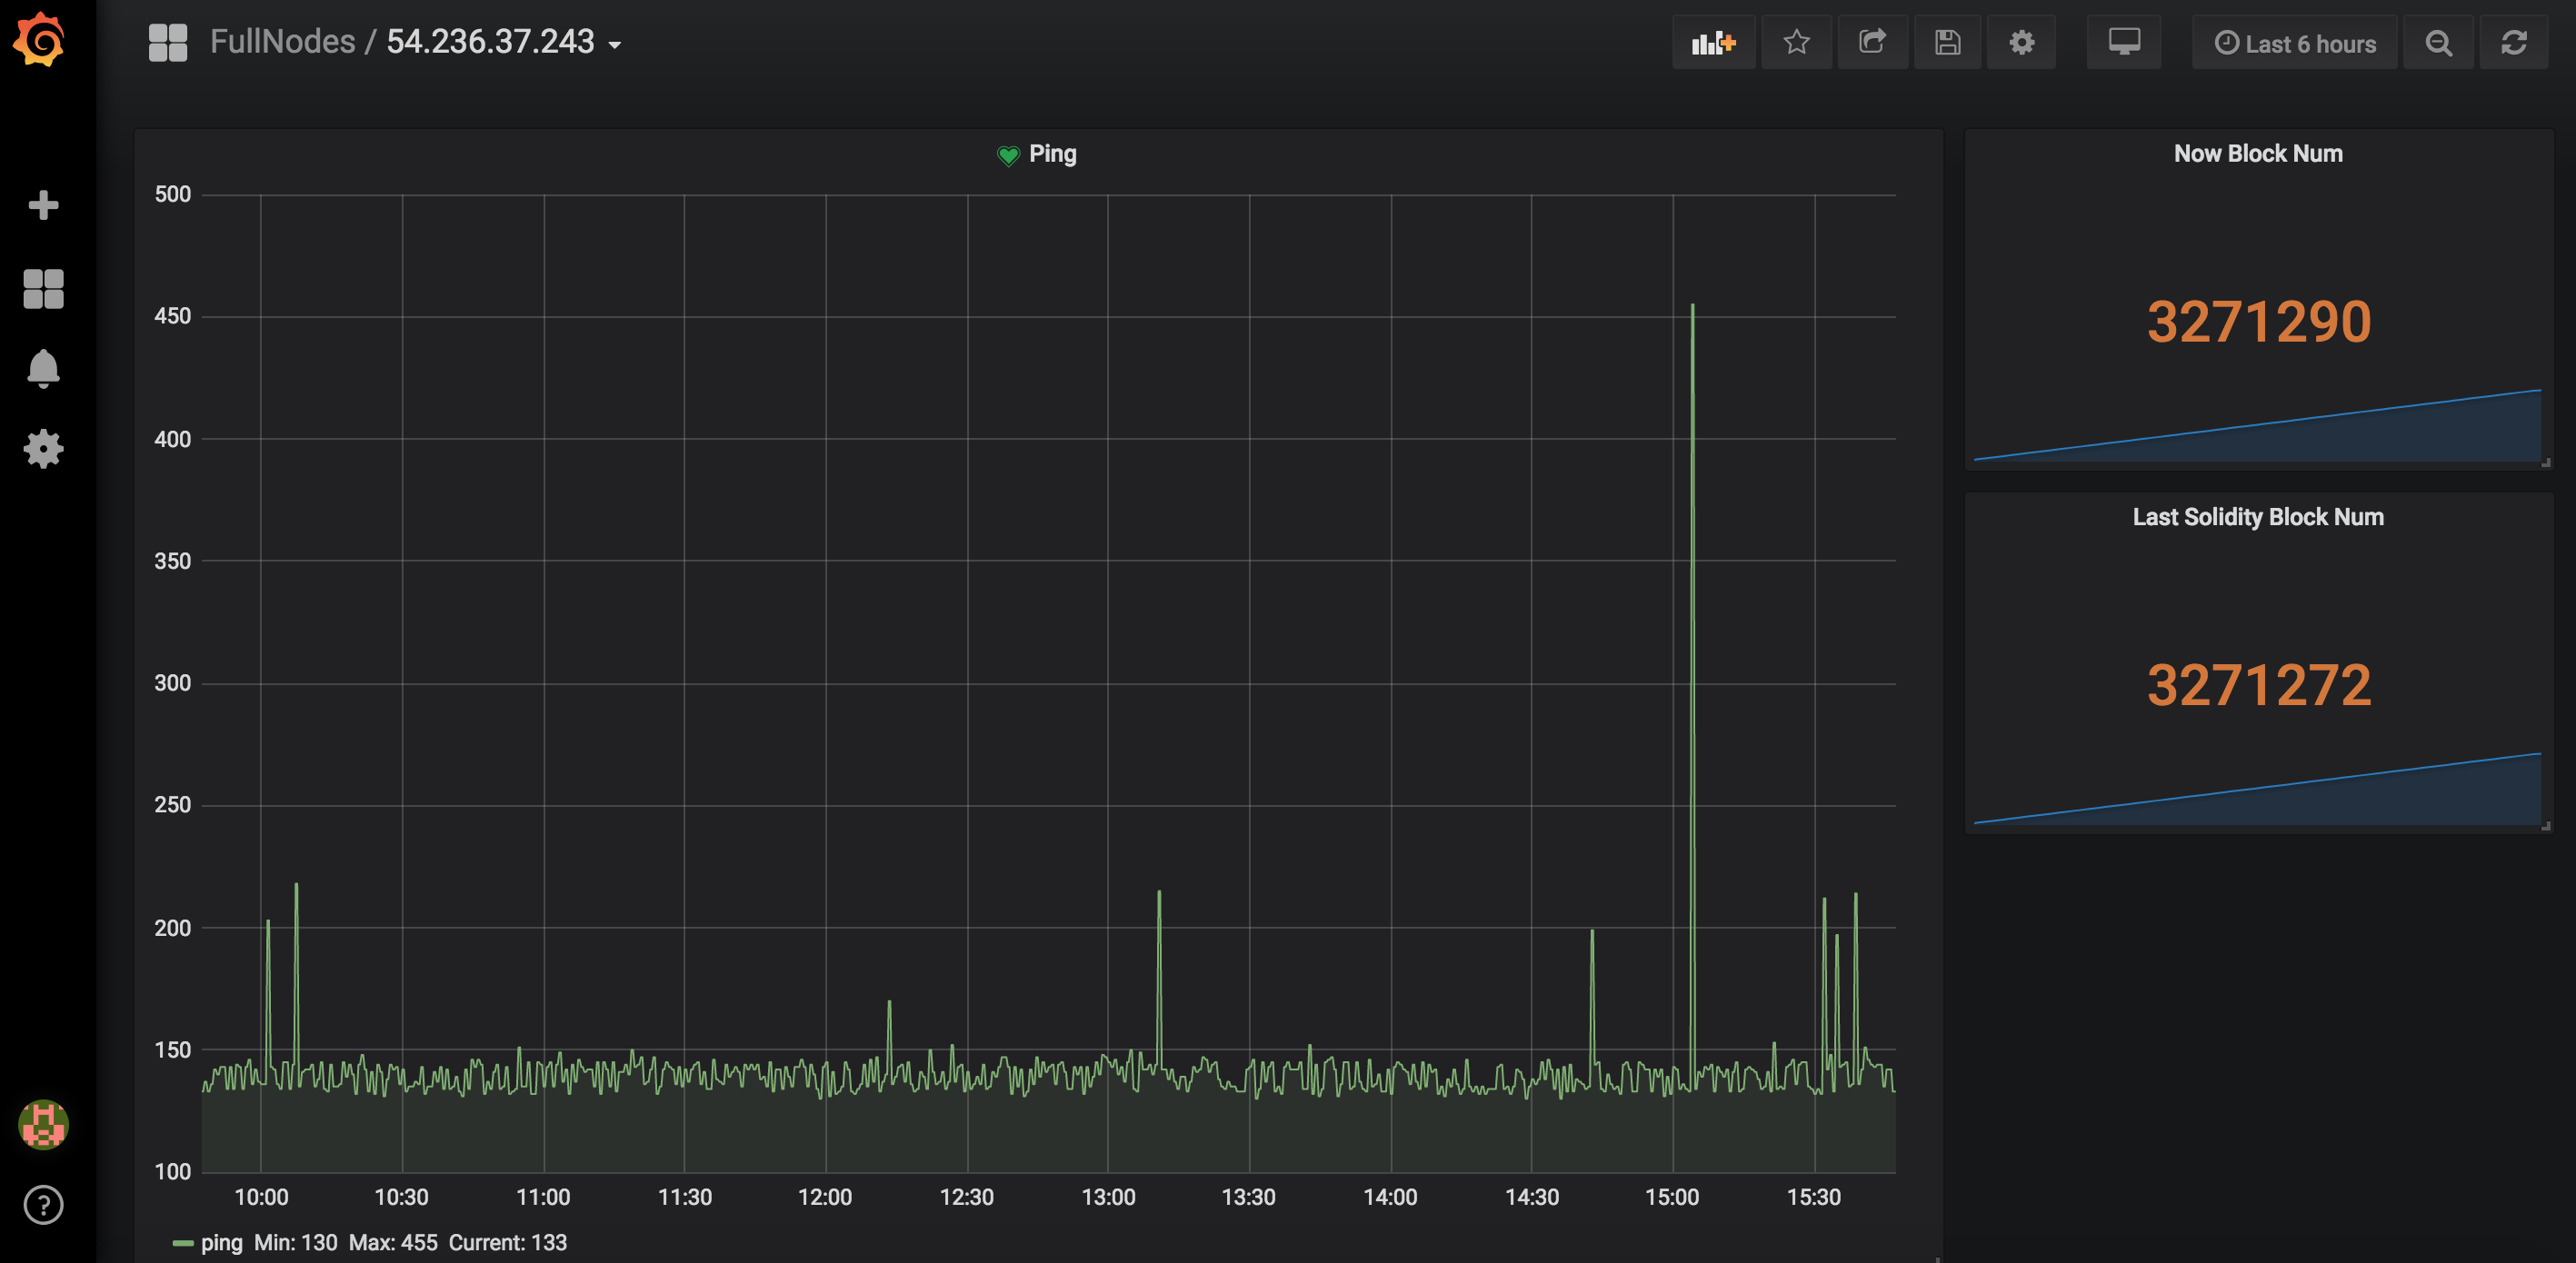 FullNodes / 54.236.37.243
Last 6 hours
Ping
500
450
400
350
300
250
200
150
100
10:00 10:30 11:00 11:30 12:00 12:30 13:00 13:30 14:00 14:30 15:00 15:30
ping Min: 130 Max: 455 Current: 133
Now Block Num
3271290
Last Solidity Block Num
3271272